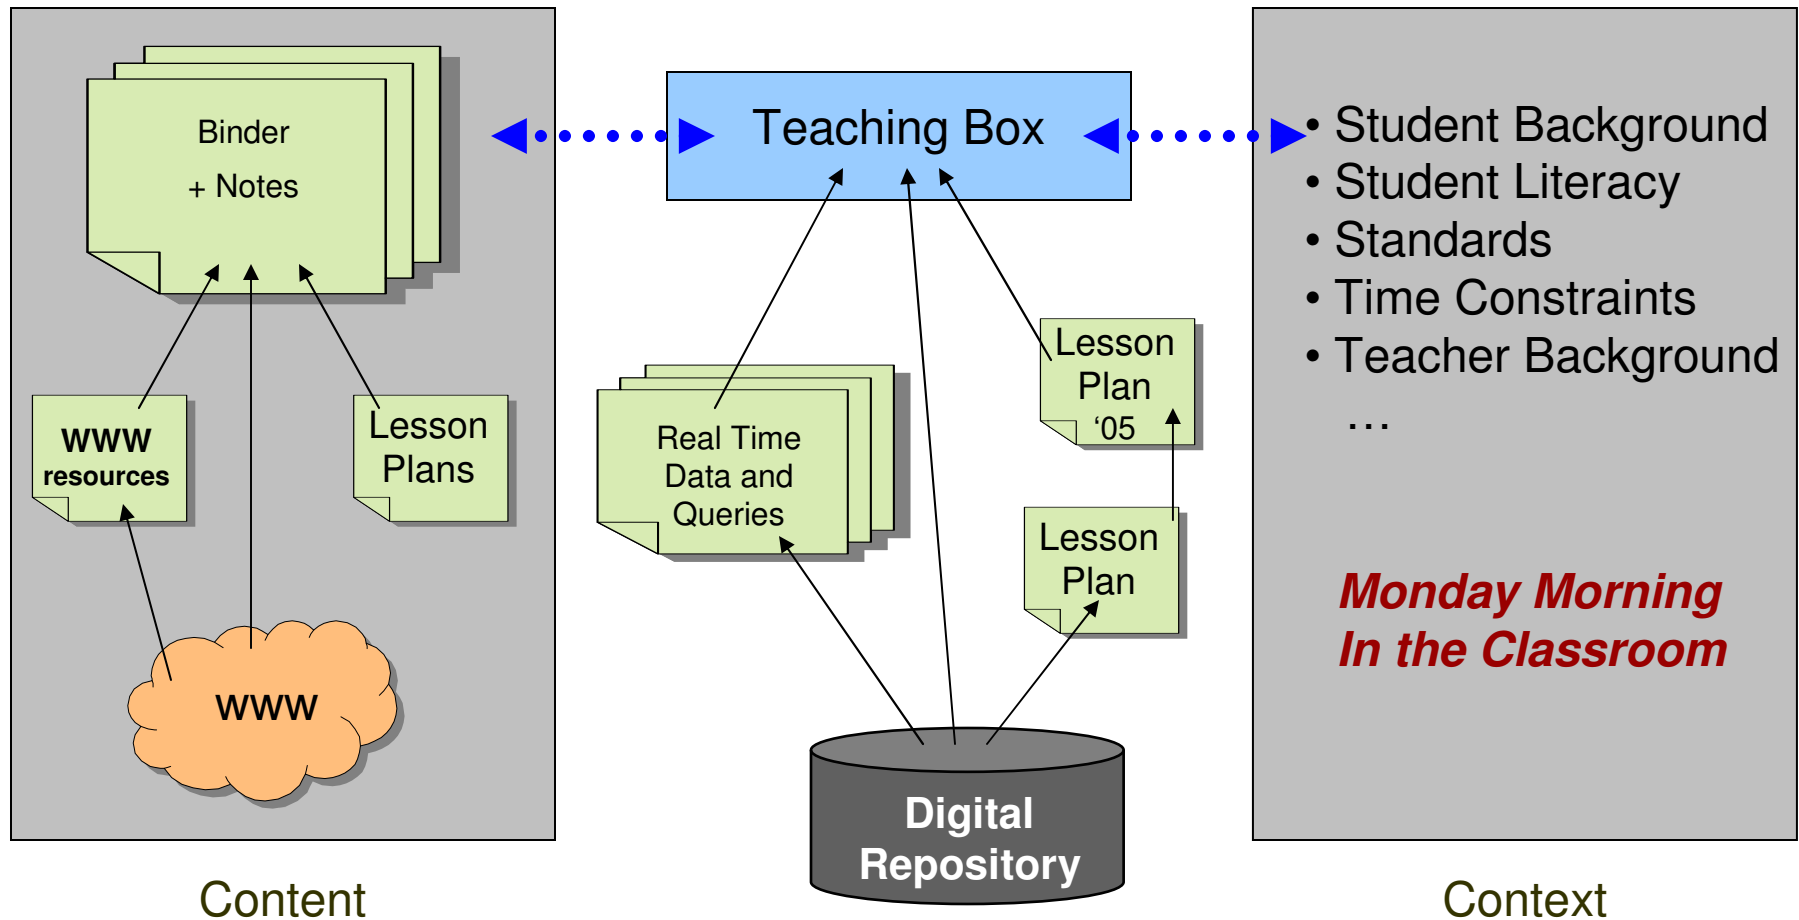 Binder
+ Notes
WWW
resources
Lesson
Plans
WWW
Content
Teaching Box
Real Time
Data and
Queries
Lesson
Plan
‘05
Lesson
Plan
Digital
Repository
• Student Background
• Student Literacy
• Standards
• Time Constraints
• Teacher Background
…
Monday Morning
In the Classroom
Context